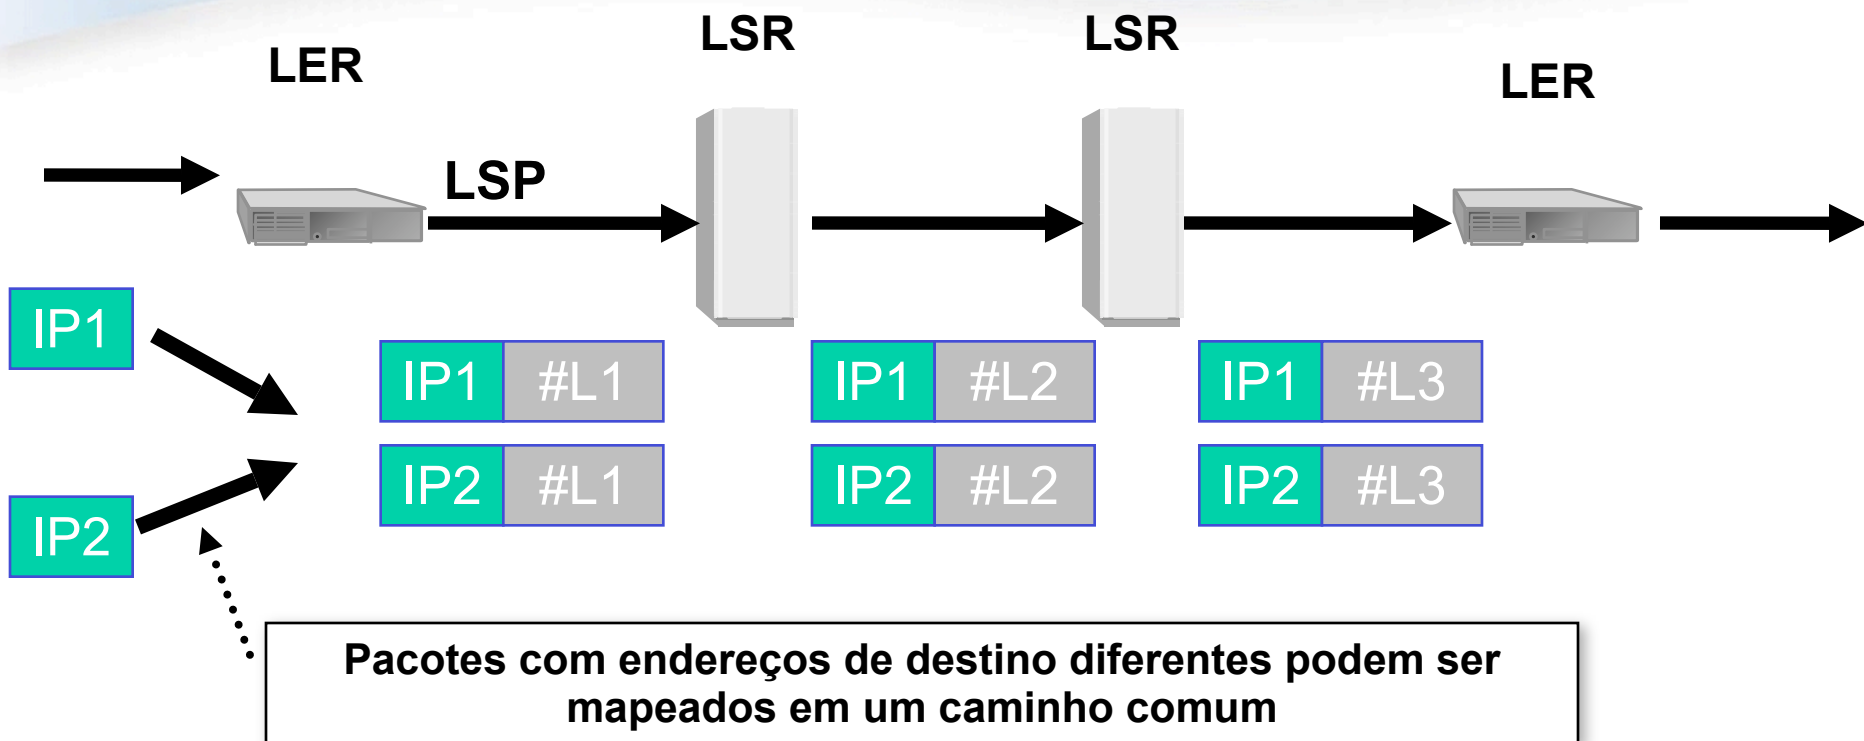 LER
LSR
LSR
LER
LSP
IP1
IP2
IP1 #L1
IP2 #L1
IP1 #L2
IP2 #L2
IP1 #L3
IP2 #L3
Pacotes com endereços de destino diferentes podem ser
mapeados em um caminho comum